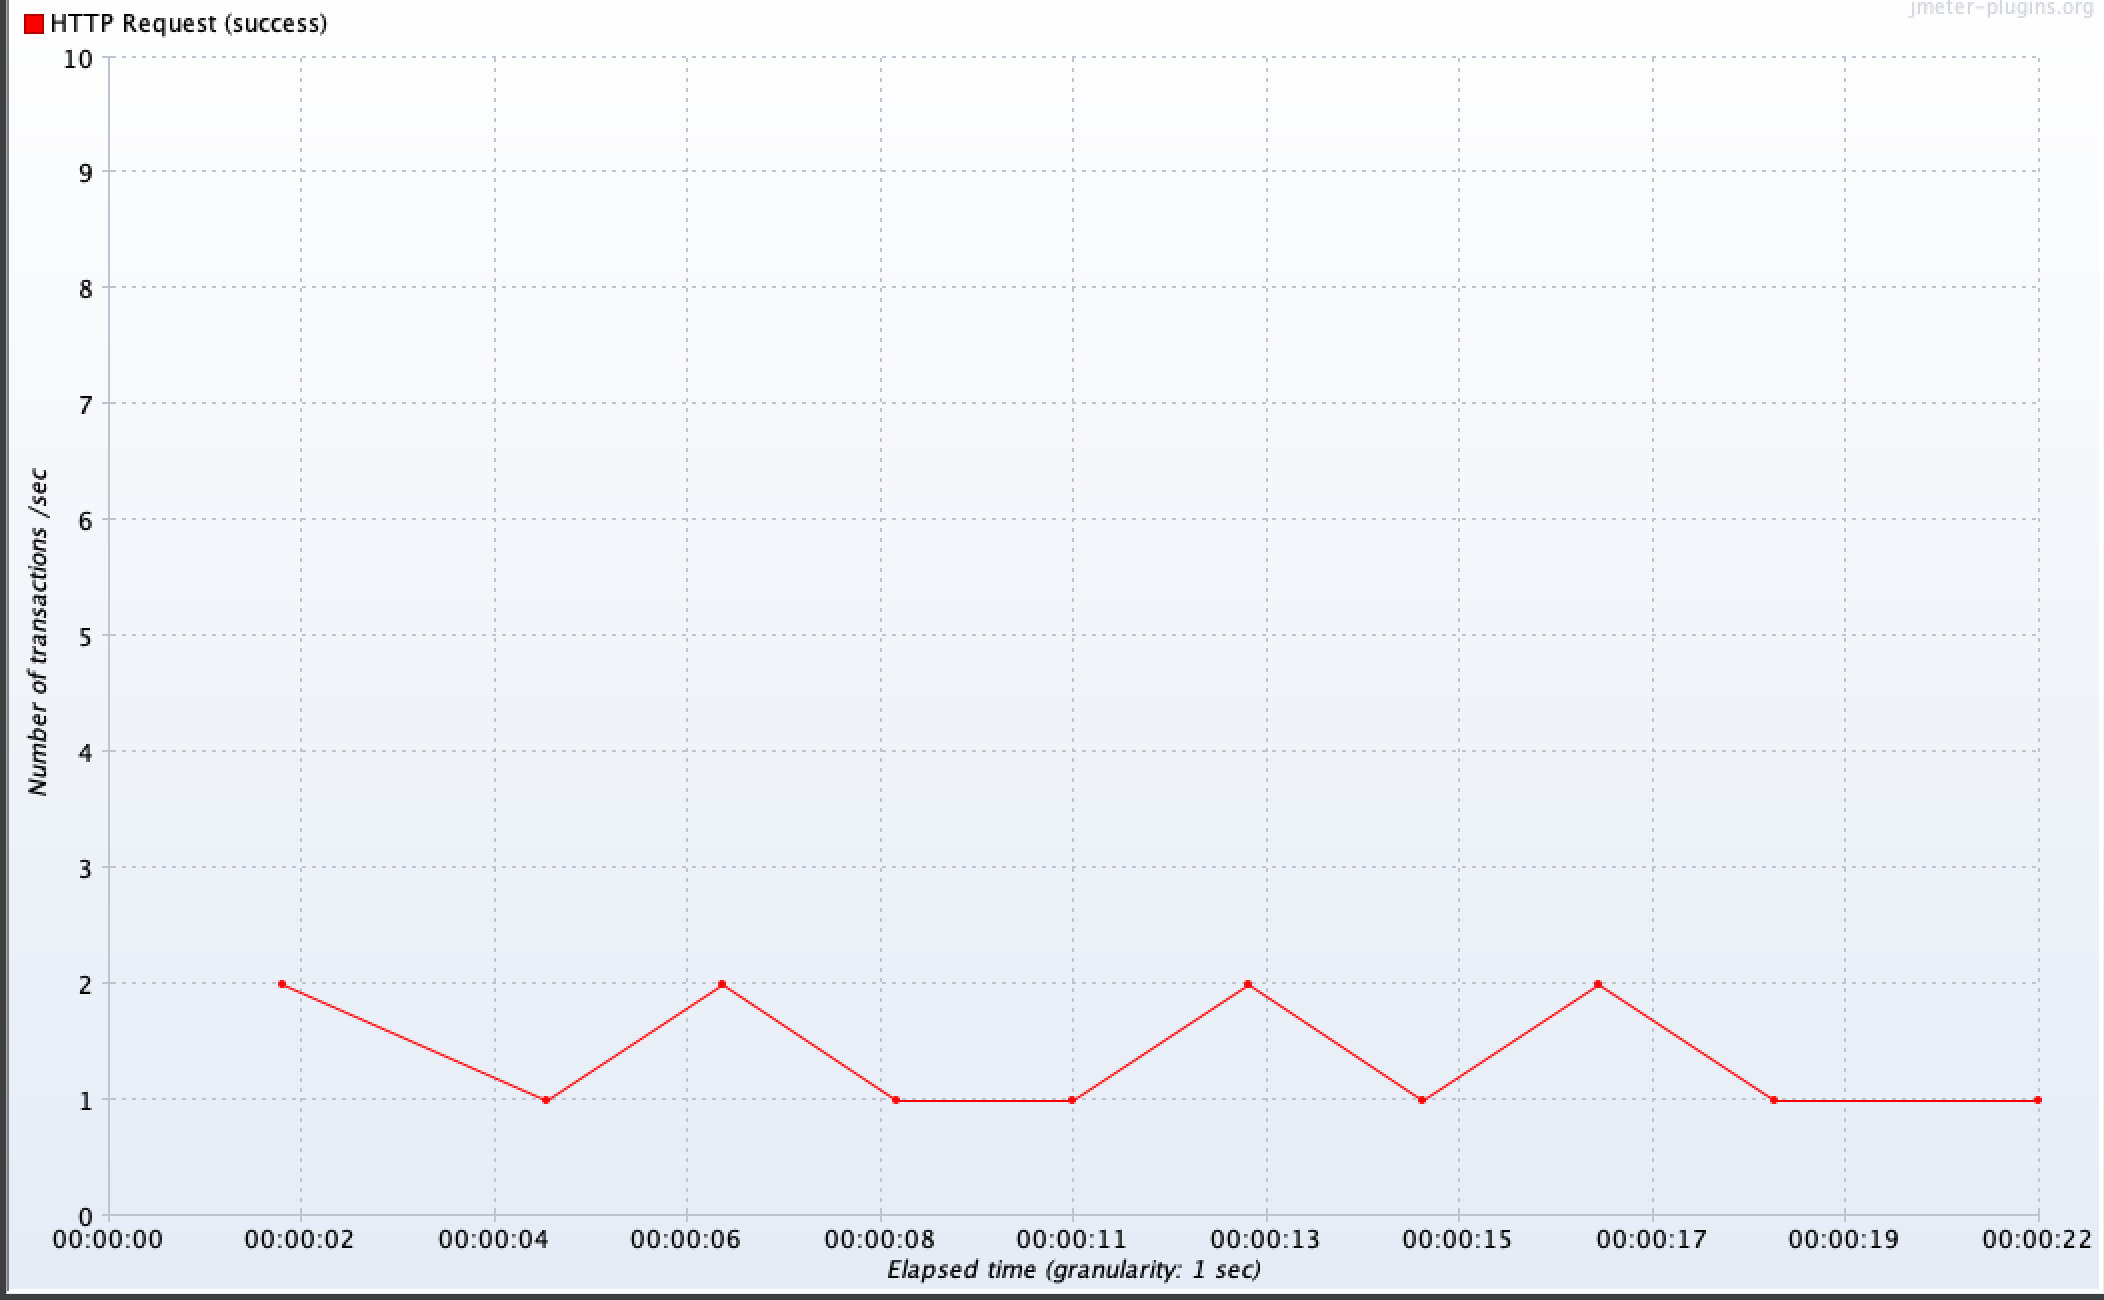 jmeter-plugins.org
HTTP Request (success)
10
9
8
7
6
5
4
3
2
1
0
Number of transactions /sec
00:00:00 00:00:02 00:00:04 00:00:06 00:00:08 00:00:11 00:00:13 00:00:15 00:00:17 00:00:19 00:00:22
Elapsed time (granularity: 1 sec)